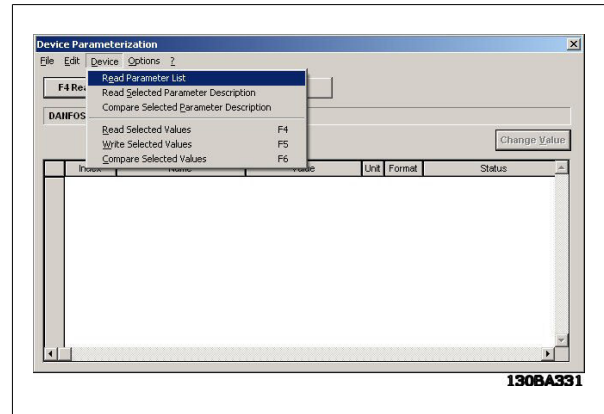 Device Parameterization
File Edit Device Options ?
Read Parameter List
Read Selected Parameter Description
Compare Selected Parameter Description
Read Selected Values F4
Write Selected Values F5
Compare Selected Values F6
F4 Rea
DANFOS
Change Value
Index Name Value Unit Format Status
130BA331